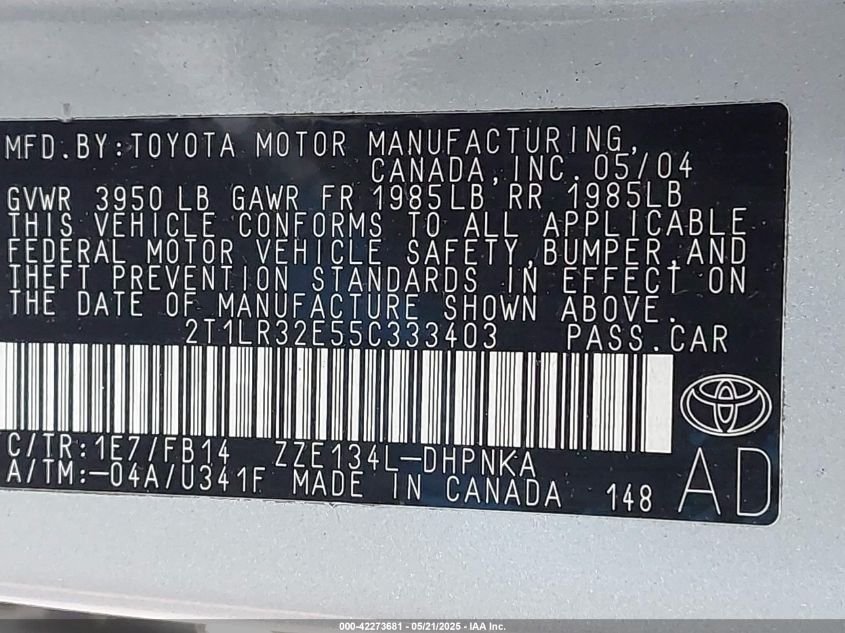 MFD.BY:TOYOTA MOTOR MANUFACTURING,
CANADA,INC.05/04
GVWR 3950 LB GAWR FR 1985LB RR 1985LB
THIS VEHICLE CONFORMS TO ALL APPLICABLE
FEDERAL MOTOR VEHICLE SAFETY,BUMPER,AND
THEFT PREVENTION STANDARDS IN EFFECT ON
THE DATE OF MANUFACTURE SHOWN ABOVE.
2T1LR32E55C333403 PASS.CAR
C/TR:1E7/FB14 ZZE134L-DHPNKA
A/TM:-04A/U341F MADE IN CANADA 148 AD
000-42273681 - 05/21/2025 - IAA Inc.